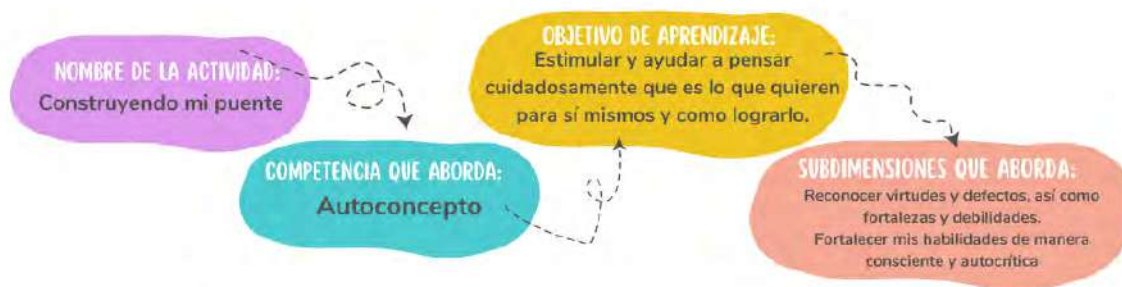 NOMBRE DE LA ACTIVIDAD:
Construyendo mi puente
COMPETENCIA QUE ABORDA:
Autoconcepto
OBJETIVO DE APRENDIZAJE:
Estimular y ayudar a pensar
cuidadosamente que es lo que quieren
para sí mismos y como lograrlo.
SUBDIMENSIONES QUE ABORDA:
Reconocer virtudes y defectos, así como
fortalezas y debilidades.
Fortalecer mis habilidades de manera
consciente y autocrítica